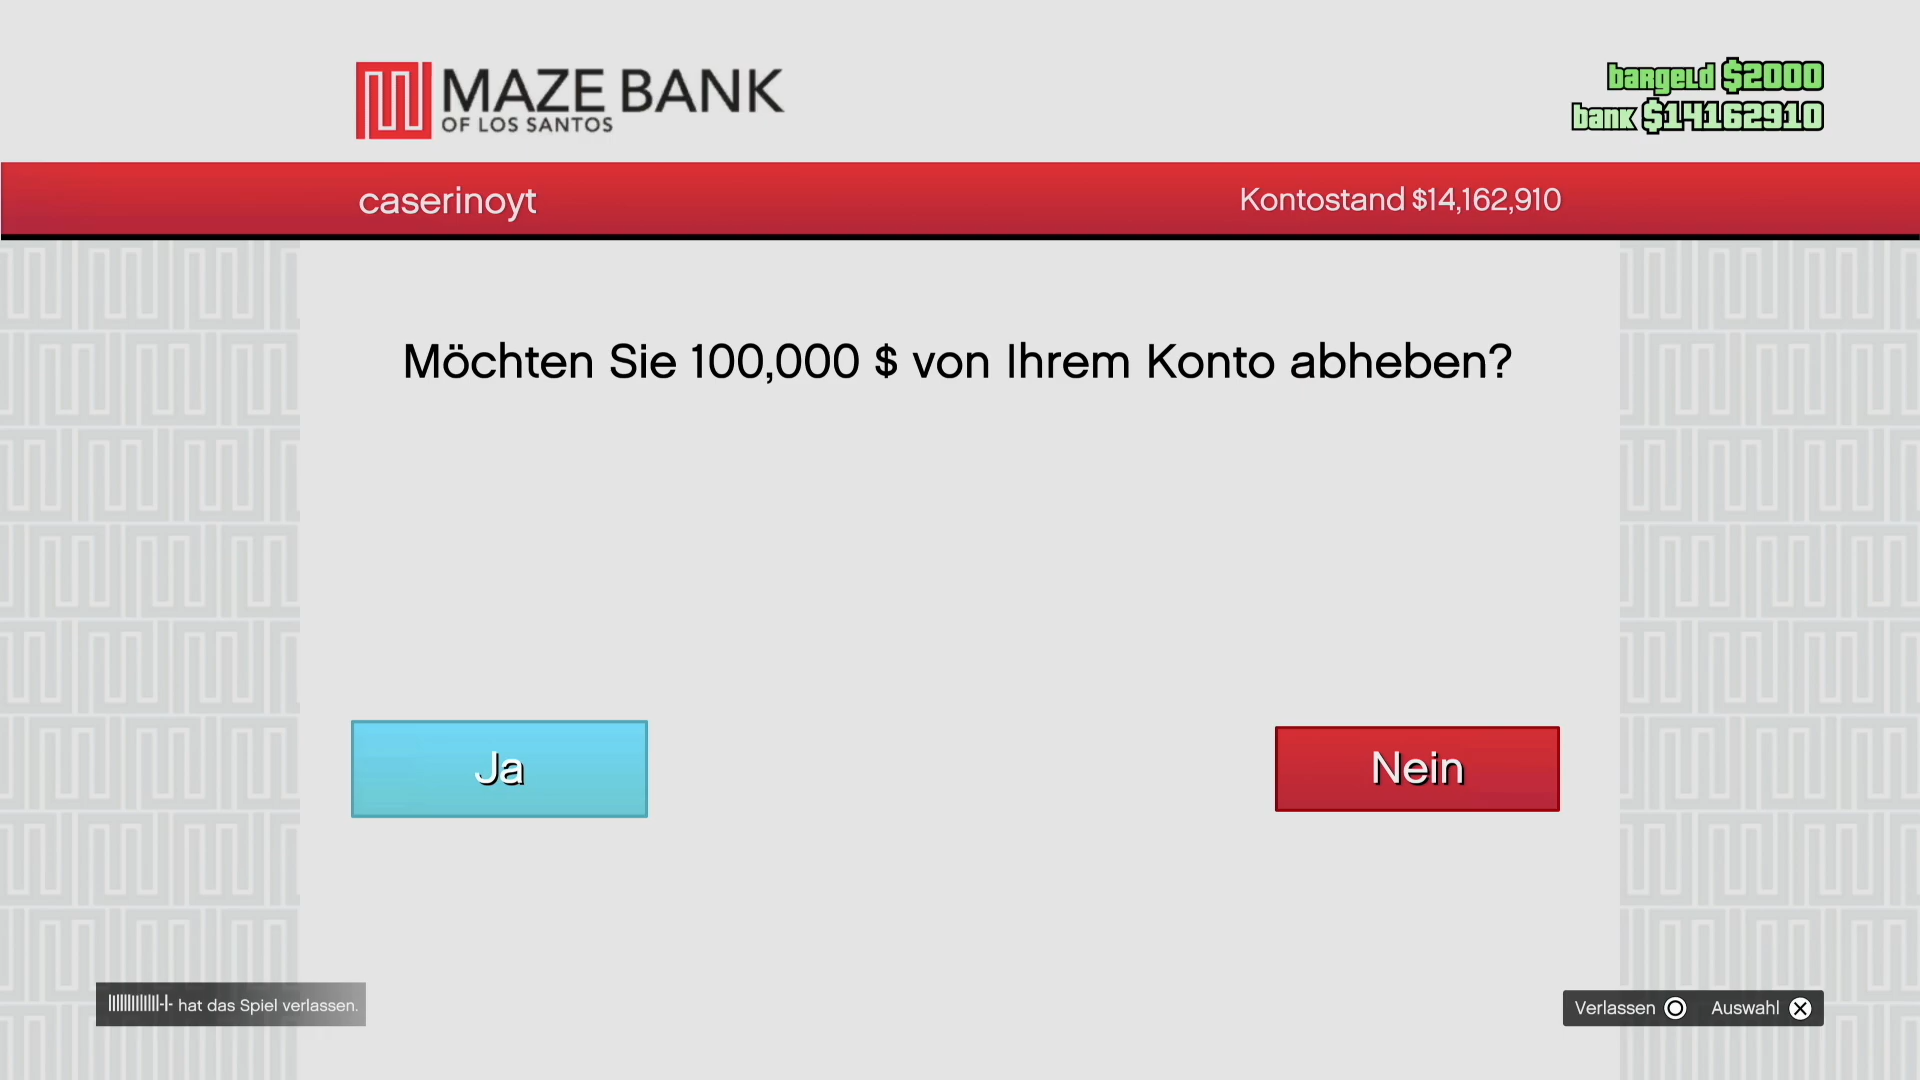 MAZE BANK
OF LOS SANTOS
bargeld $2000
bank $14162910
caserinoyt
Kontostand $14,162,910
Möchten Sie 100,000 $ von Ihrem Konto abheben?
Ja
Nein
hat das Spiel verlassen.
Verlassen
Auswahl